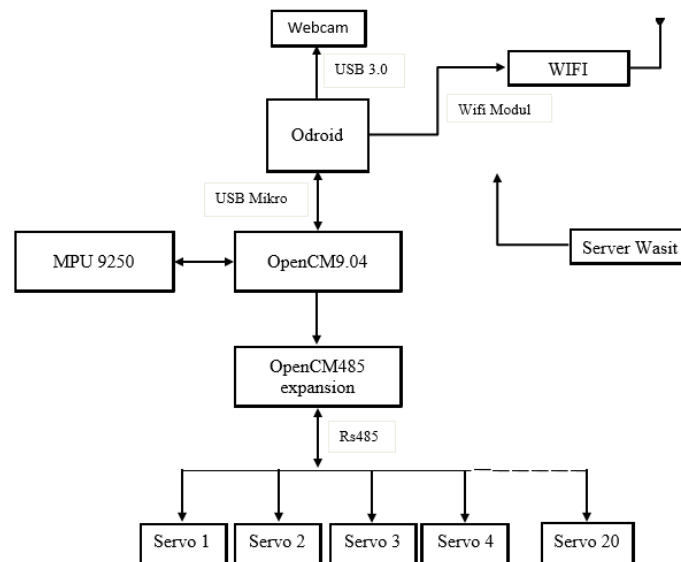 Webcam
USB 3.0
WIFI
Wifi Modul
Odroid
USB Mikro
MPU 9250
OpenCM9.04
Server Wasit
OpenCM485
expansion
Rs485
Servo 1
Servo 2
Servo 3
Servo 4
Servo 20